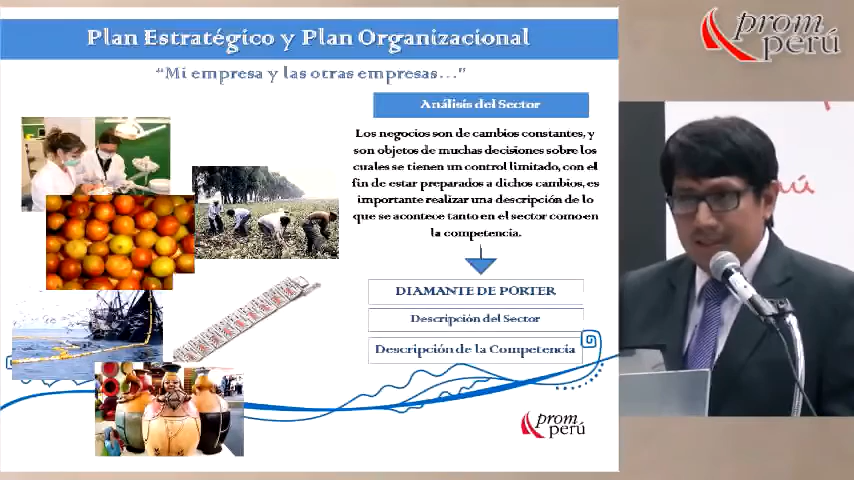 Plan Estratégico y Plan Organizacional
“Mi empresa y las otras empresas...”
Análisis del Sector
Los negocios son de cambios constantes, y
son objetos de muchas decisiones sobre los
cuales se tienen un control limitado, con el
fin de estar preparados a dichos cambios, es
importante realizar una descripción de lo
que se acontece tanto en el sector como en
la competencia.
DIAMANTE DE PORTER
Descripción del Sector
Descripción de la Competencia
prom
perú
prom
perú